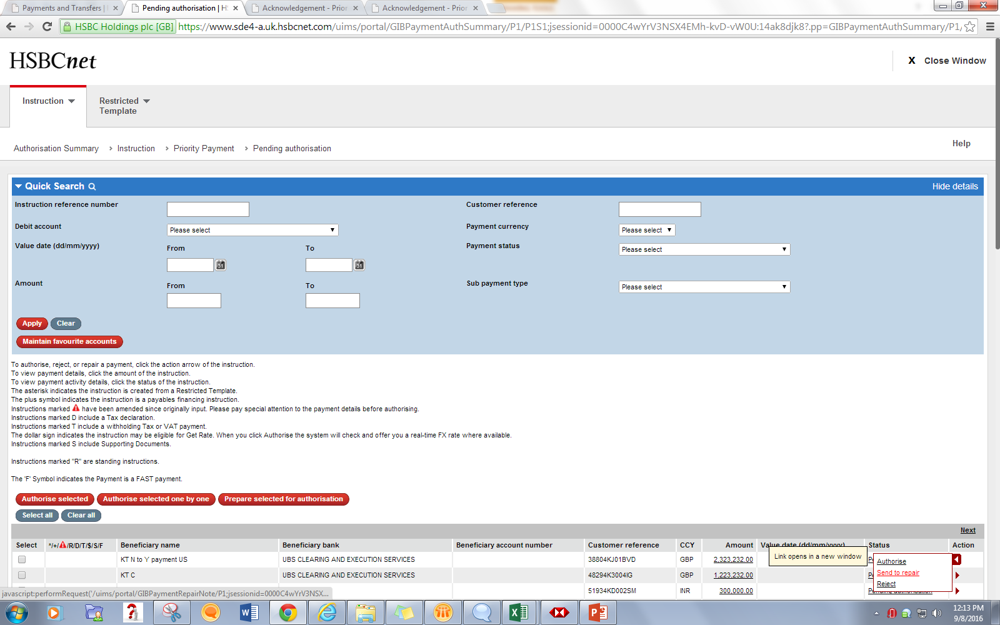 Payments and Transfers |
Pending authorisation | HS
Acknowledgement - Prior
Acknowledgement - Prior
HSBC Holdings plc [GB]
https://www.sde4-a.uk.hsbcnet.com/uims/portal/GIBPaymentAuthSummary/P1/P1S1;jsessionid=0000C4wYrV3NSX4EMh-kvD-vW0U:14ak8djk8?.pp=GIBPaymentAuthSummary/P1,
HSBCnet
X Close Window
Instruction
Restricted
Template
Authorisation Summary > Instruction > Priority Payment > Pending authorisation
Help
Quick Search
Hide details
Instruction reference number
Customer reference
Debit account
Please select
Payment currency
Please select
Value date (dd/mm/yyyy)
From
To
31
31
Payment status
Please select
Amount
From
To
Sub payment type
Please select
Apply
Clear
Maintain favourite accounts
To authorise, reject, or repair a payment, click the action arrow of the instruction.
To view payment details, click the amount of the instruction.
To view payment activity details, click the status of the instruction.
The asterisk indicates the instruction is created from a Restricted Template.
The plus symbol indicates the instruction is a payables financing instruction.
Instructions marked have been amended since originally input. Please pay special attention to the payment details before authorising.
Instructions marked D include a Tax declaration.
Instructions marked T include a withholding Tax or VAT payment.
The dollar sign indicates the instruction may be eligible for Get Rate. When you click Authorise the system will check and offer you a real-time FX rate where available.
Instructions marked S include Supporting Documents.
Instructions marked "R" are standing instructions.
The 'F' Symbol indicates the Payment is a FAST payment.
Authorise selected
Authorise selected one by one
Prepare selected for authorisation
Select all
Clear all
Next
Select */+/ /R/D/T/$/S/F Beneficiary name Beneficiary bank Beneficiary account number Customer reference CCY Amount Value date (dd/mm/yyyy) Status Action
KT N to Y payment US UBS CLEARING AND EXECUTION SERVICES 38804KJ01BVD GBP 2,323,232.00
Link opens in a new window
Authorise
Send to repair
Reject
KT C UBS CLEARING AND EXECUTION SERVICES 48294K3004IG GBP 1,223,232.00
51934KD002SM INR 300,000.00
javascript:performRequest('/uims/portal/GIBPaymentRepairNote/P1;jsessionid=0000C4wYrV3NSX...
12:13 PM
9/8/2016